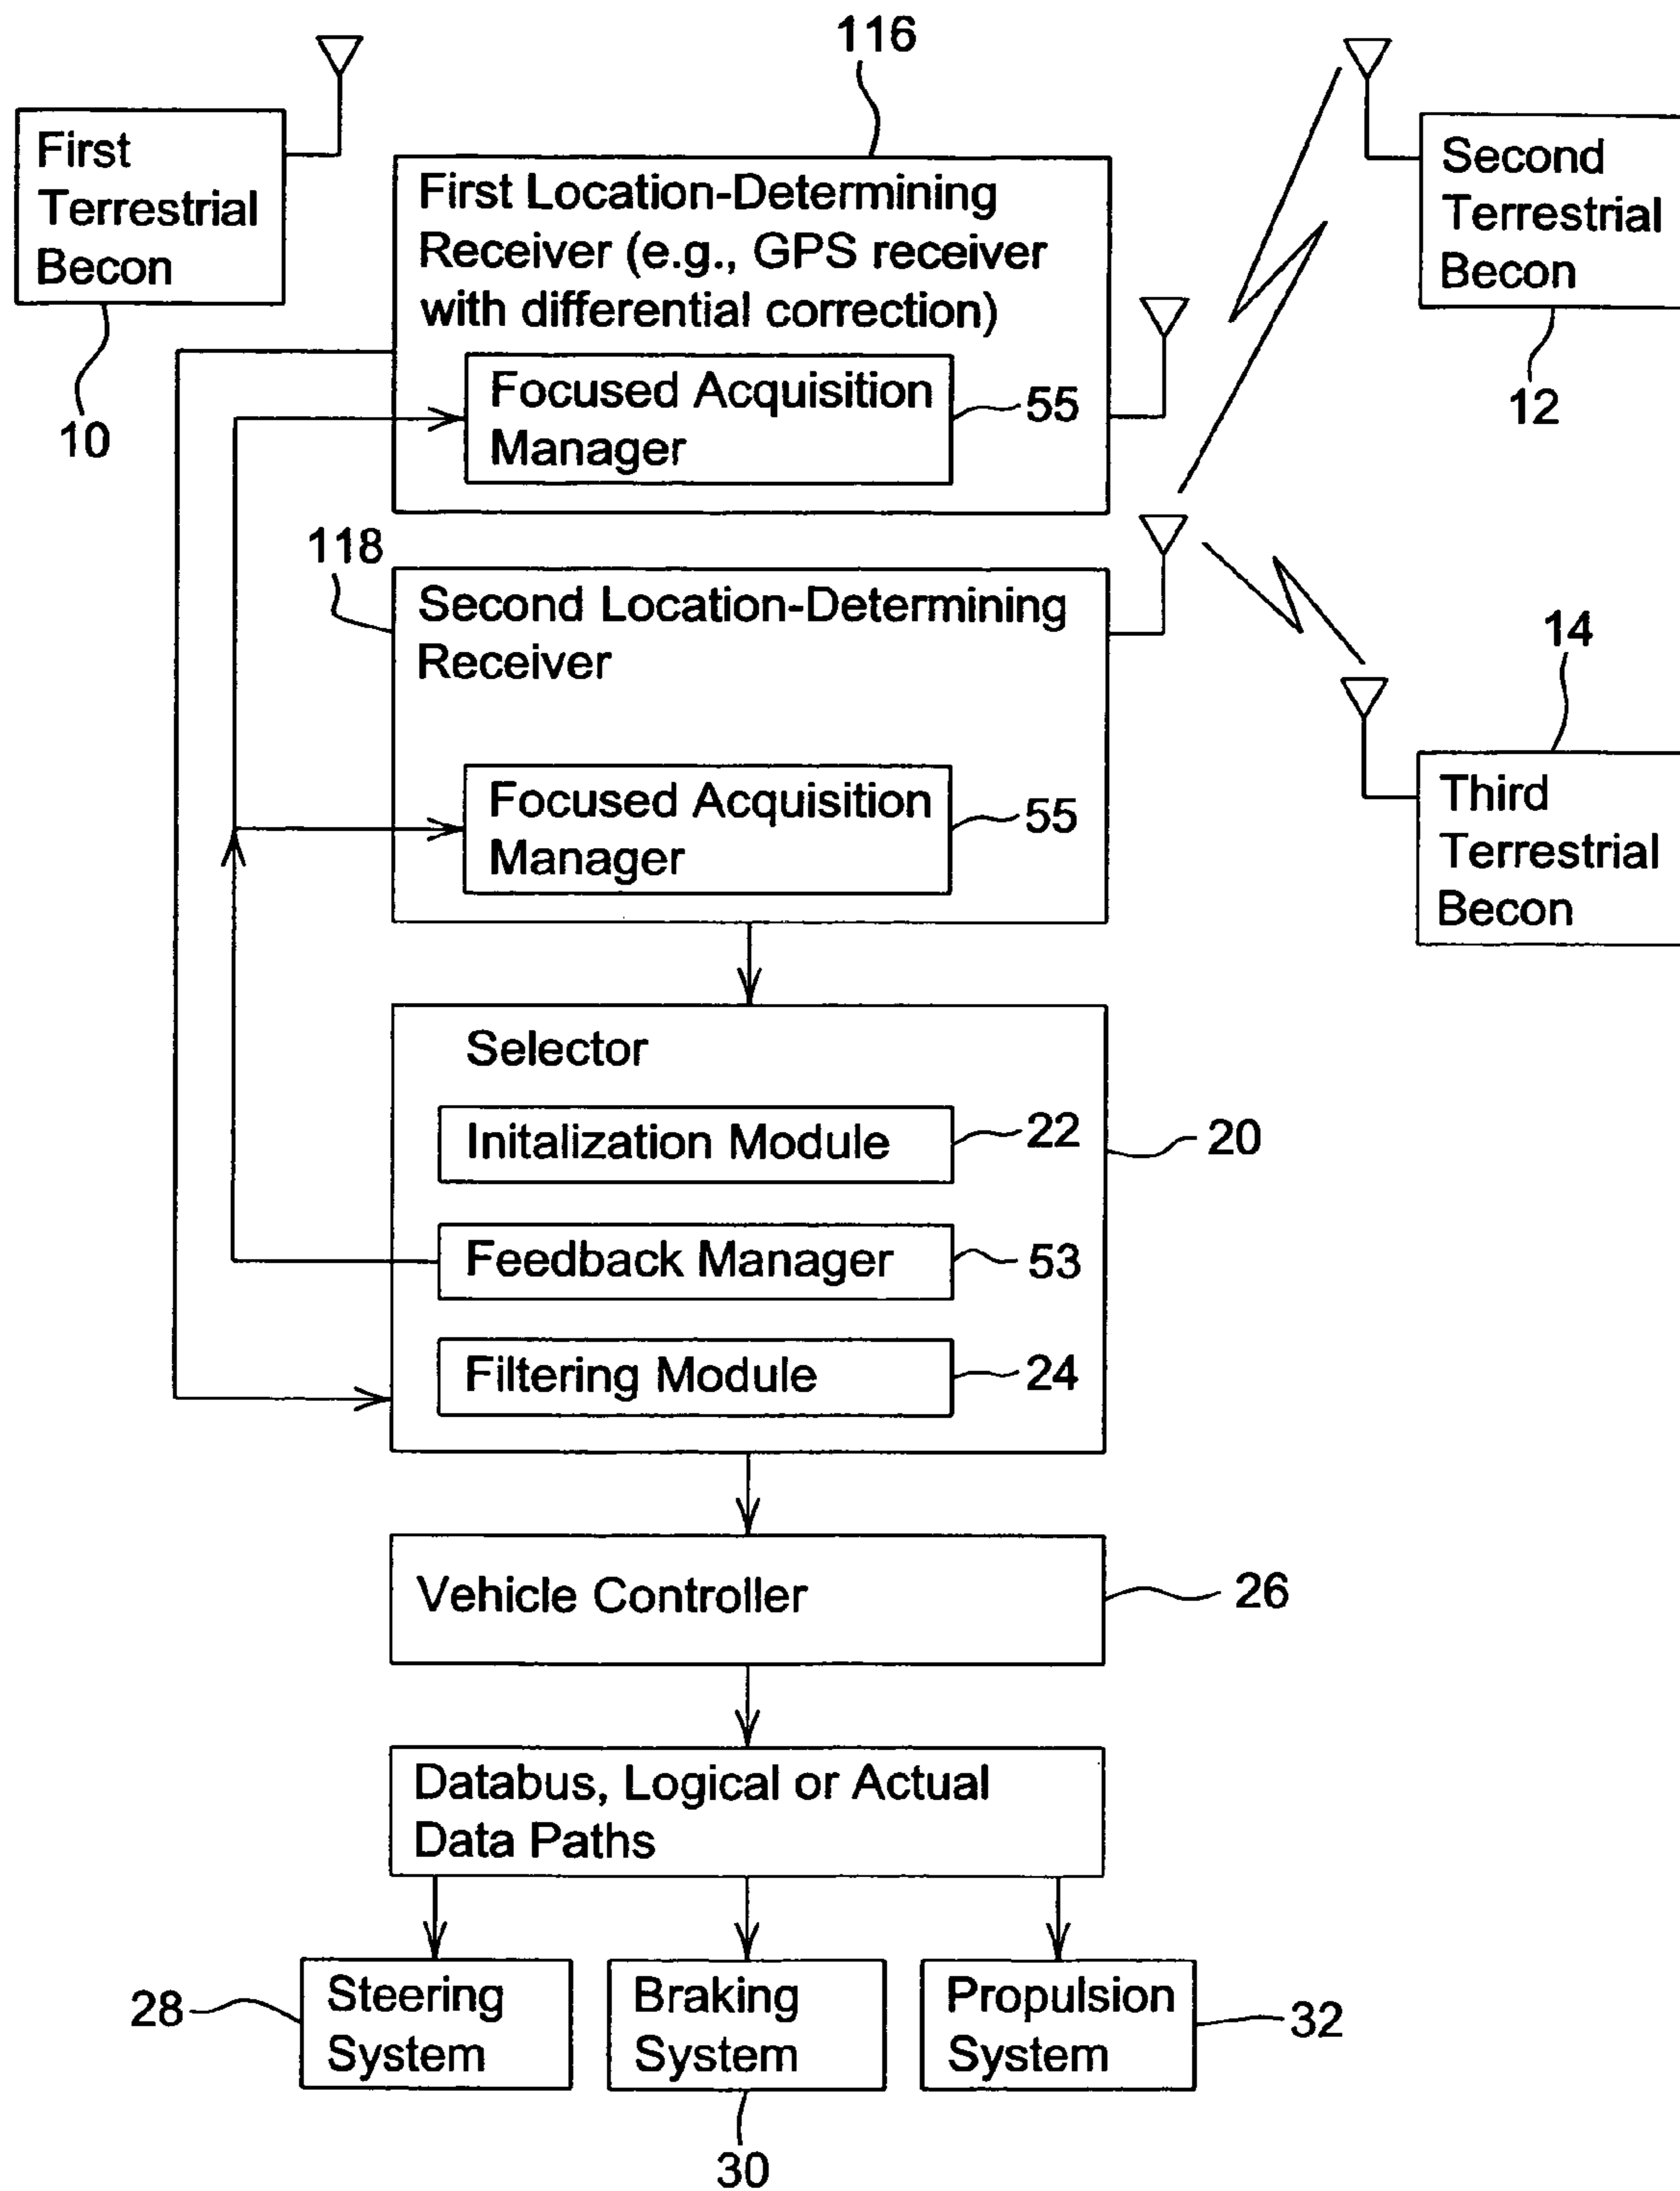 116
First
Terrestrial
Becon
10
First Location-Determining
Receiver (e.g., GPS receiver
with differential correction)
Focused Acquisition
Manager
55
Second
Terrestrial
Becon
12
118
Second Location-Determining
Receiver
Focused Acquisition
Manager
55
14
Third
Terrestrial
Becon
Selector
Initalization Module
22
20
Feedback Manager
53
Filtering Module
24
Vehicle Controller
26
Databus, Logical or Actual
Data Paths
28
Steering
System
Braking
System
30
Propulsion
System
32